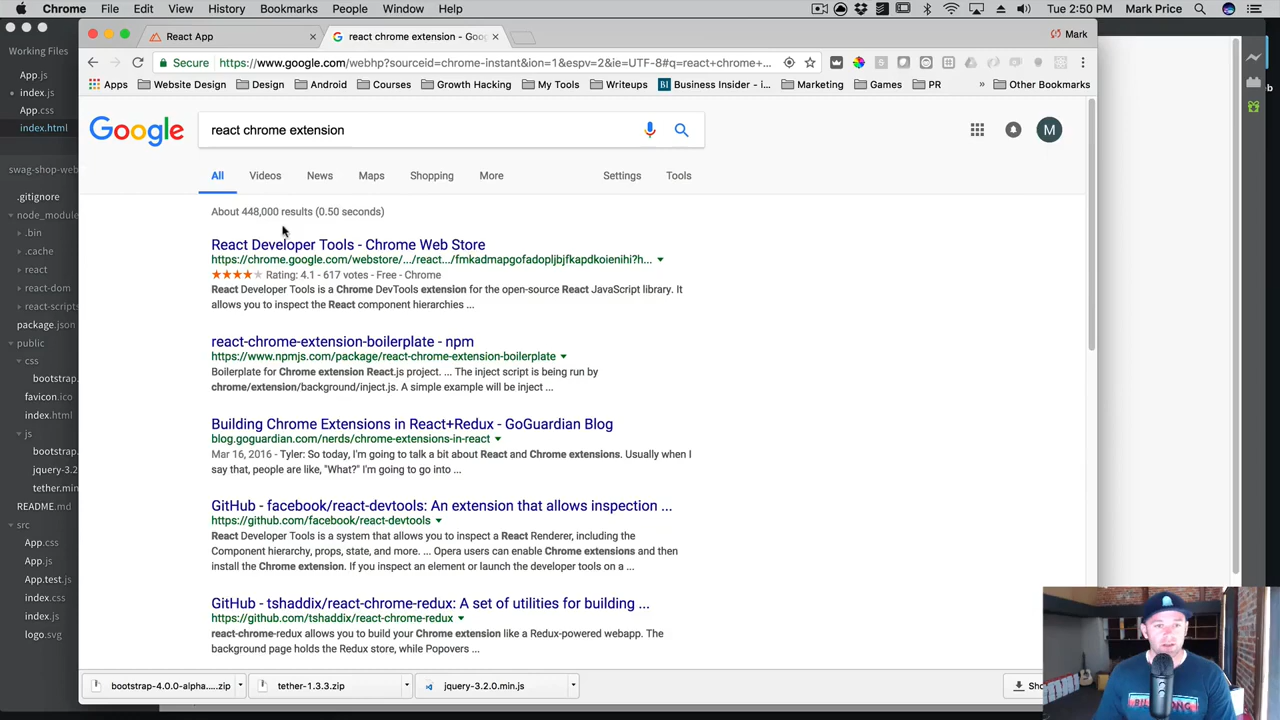 Chrome File Edit View History Bookmarks People Window Help
Tue 2:50 PM Mark Price
React App
react chrome extension - Goo
Mark
Secure
https://www.google.com/webhp?sourceid=chrome-instant&ion=1&espv=2&ie=UTF-8#q=react+chrome+...
Apps Website Design Design Android Courses Growth Hacking My Tools Writeups Business Insider - i... Marketing Games PR » Other Bookmarks
Working Files
App.js
index.js
App.css
index.html
swag-shop-web
.gitignore
node_module
.bin
.cache
react
react-dom
react-scripts
package.json
public
css
bootstrap.
favicon.ico
index.html
js
bootstrap.
jquery-3.2
tether.min
README.md
src
App.css
App.js
App.test.js
index.css
index.js
logo.svg
Google
react chrome extension
M
All Videos News Maps Shopping More Settings Tools
About 448,000 results (0.50 seconds)
React Developer Tools - Chrome Web Store
https://chrome.google.com/webstore/.../react.../fmkadmapgofadopljbjfkapdkoienihi?h...
Rating: 4.1 - 617 votes - Free - Chrome
React Developer Tools is a Chrome DevTools extension for the open-source React JavaScript library. It
allows you to inspect the React component hierarchies ...
react-chrome-extension-boilerplate - npm
https://www.npmjs.com/package/react-chrome-extension-boilerplate
Boilerplate for Chrome extension React.js project. ... The inject script is being run by
chrome/extension/background/inject.js. A simple example will be inject ...
Building Chrome Extensions in React+Redux - GoGuardian Blog
blog.goguardian.com/nerds/chrome-extensions-in-react
Mar 16, 2016 - Tyler: So today, I'm going to talk a bit about React and Chrome extensions. Usually when I
say that, people are like, "What?" I'm going to go into ...
GitHub - facebook/react-devtools: An extension that allows inspection ...
https://github.com/facebook/react-devtools
React Developer Tools is a system that allows you to inspect a React Renderer, including the
Component hierarchy, props, state, and more. ... Opera users can enable Chrome extensions and then
install the Chrome extension. If you inspect an element or launch the developer tools on a ...
GitHub - tshaddix/react-chrome-redux: A set of utilities for building ...
https://github.com/tshaddix/react-chrome-redux
react-chrome-redux allows you to build your Chrome extension like a Redux-powered webapp. The
background page holds the Redux store, while Popovers ...
bootstrap-4.0.0-alpha....zip
tether-1.3.3.zip
jquery-3.2.0.min.js
Sho